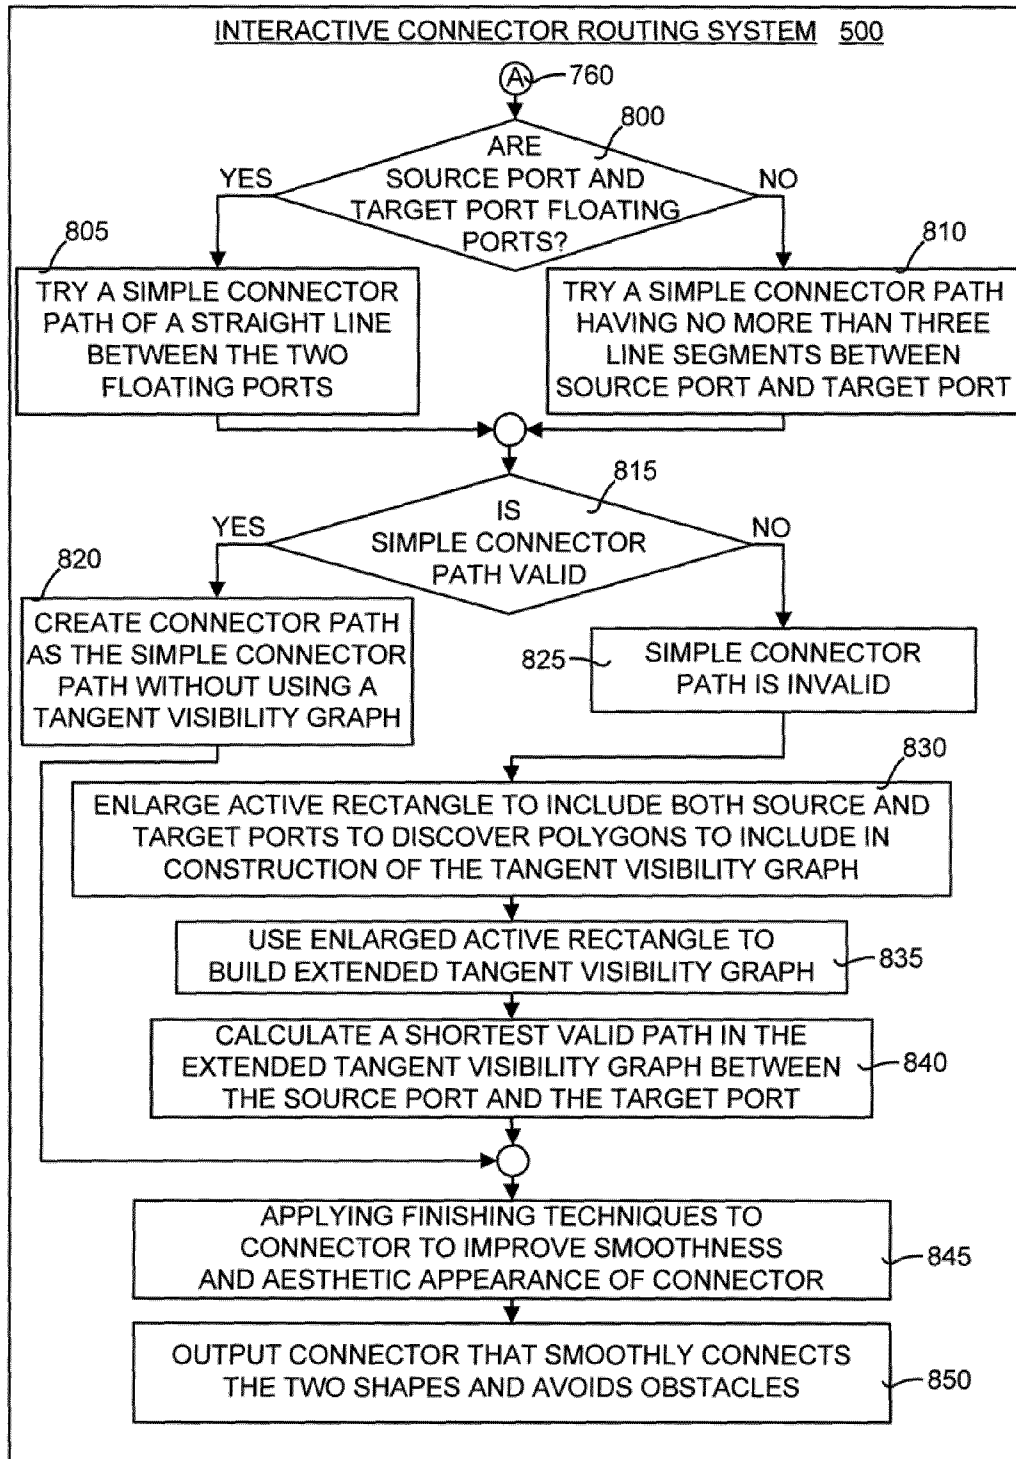 INTERACTIVE CONNECTOR ROUTING SYSTEM 500
A 760
800
ARE
SOURCE PORT AND
TARGET PORT FLOATING
PORTS?
YES
NO
805
TRY A SIMPLE CONNECTOR
PATH OF A STRAIGHT LINE
BETWEEN THE TWO
FLOATING PORTS
810
TRY A SIMPLE CONNECTOR PATH
HAVING NO MORE THAN THREE
LINE SEGMENTS BETWEEN
SOURCE PORT AND TARGET PORT
815
IS
SIMPLE CONNECTOR
PATH VALID
YES
NO
820
CREATE CONNECTOR PATH
AS THE SIMPLE CONNECTOR
PATH WITHOUT USING A
TANGENT VISIBILITY GRAPH
825
SIMPLE CONNECTOR
PATH IS INVALID
830
ENLARGE ACTIVE RECTANGLE TO INCLUDE BOTH SOURCE AND
TARGET PORTS TO DISCOVER POLYGONS TO INCLUDE IN
CONSTRUCTION OF THE TANGENT VISIBILITY GRAPH
USE ENLARGED ACTIVE RECTANGLE TO
BUILD EXTENDED TANGENT VISIBILITY GRAPH
835
CALCULATE A SHORTEST VALID PATH IN THE
EXTENDED TANGENT VISIBILITY GRAPH BETWEEN
THE SOURCE PORT AND THE TARGET PORT
840
APPLYING FINISHING TECHNIQUES TO
CONNECTOR TO IMPROVE SMOOTHNESS
AND AESTHETIC APPEARANCE OF CONNECTOR
845
OUTPUT CONNECTOR THAT SMOOTHLY CONNECTS
THE TWO SHAPES AND AVOIDS OBSTACLES
850